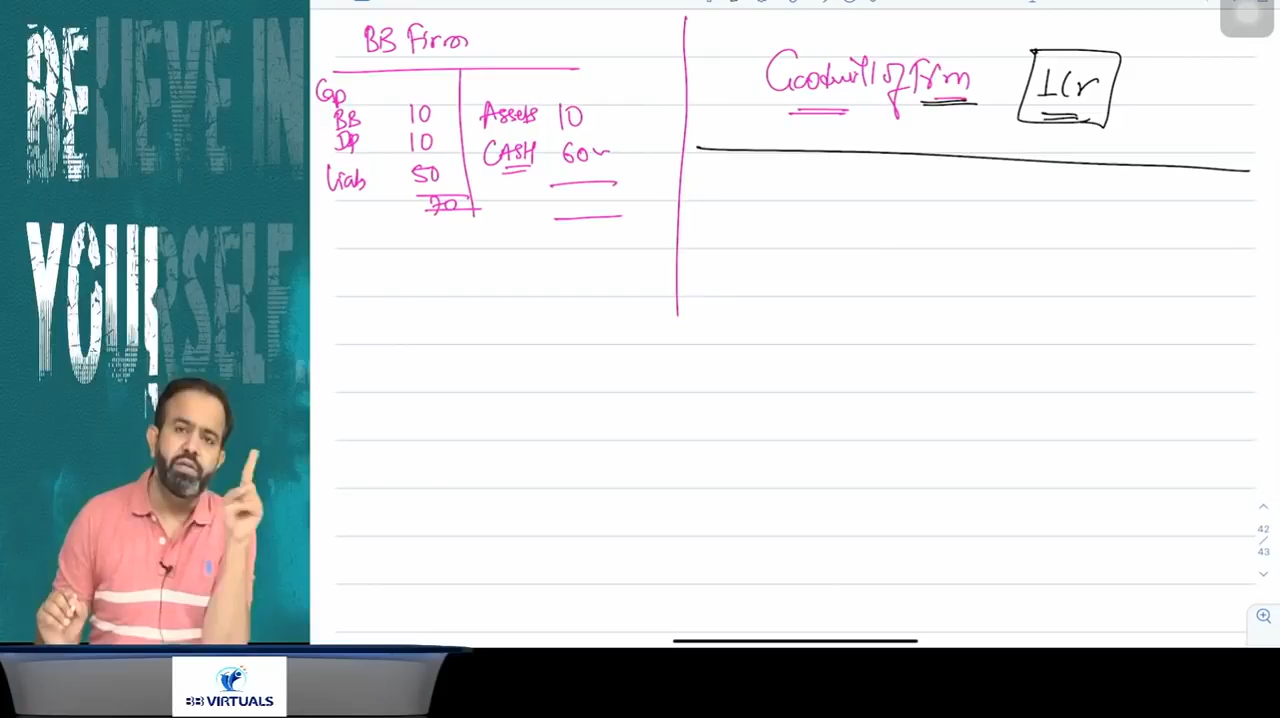 BELIEVE IN
YOURSELF
BB Firm
Cap
BB 10
DP 10
Liab 50
70
Assets 10
CASH 60
Goodwill of Firm
1Cr
42
/
43
BB VIRTUALS